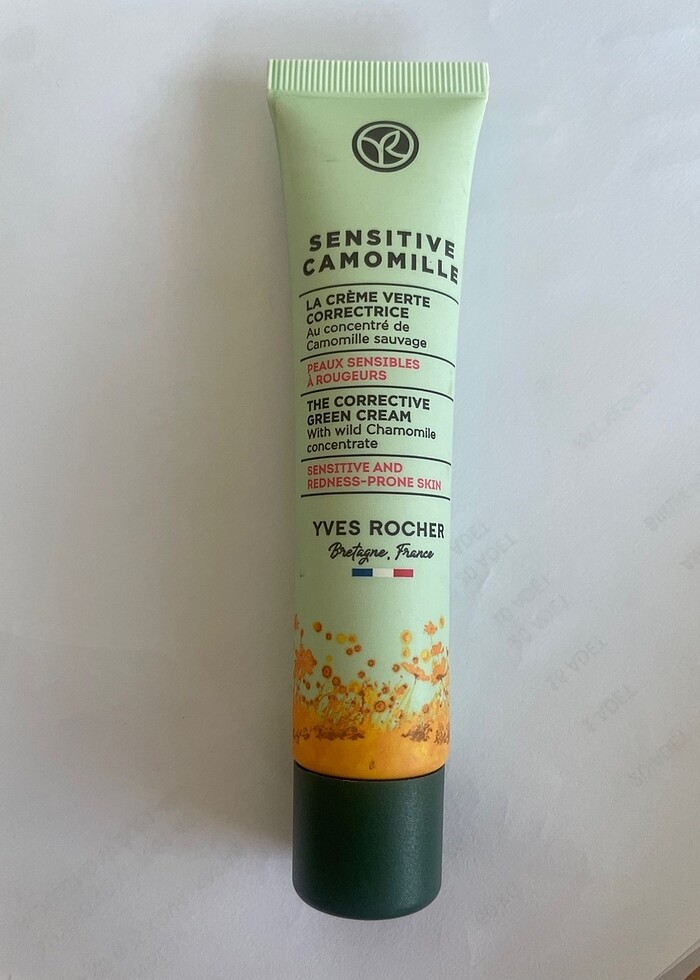 SENSITIVE
CAMOMILLE
LA CRÈME VERTE
CORRECTRICE
Au concentré de
Camomille sauvage
PEAUX SENSIBLES
À ROUGEURS
THE CORRECTIVE
GREEN CREAM
With wild Chamomile
concentrate
SENSITIVE AND
REDNESS-PRONE SKIN
YVES ROCHER
Bretagne, France